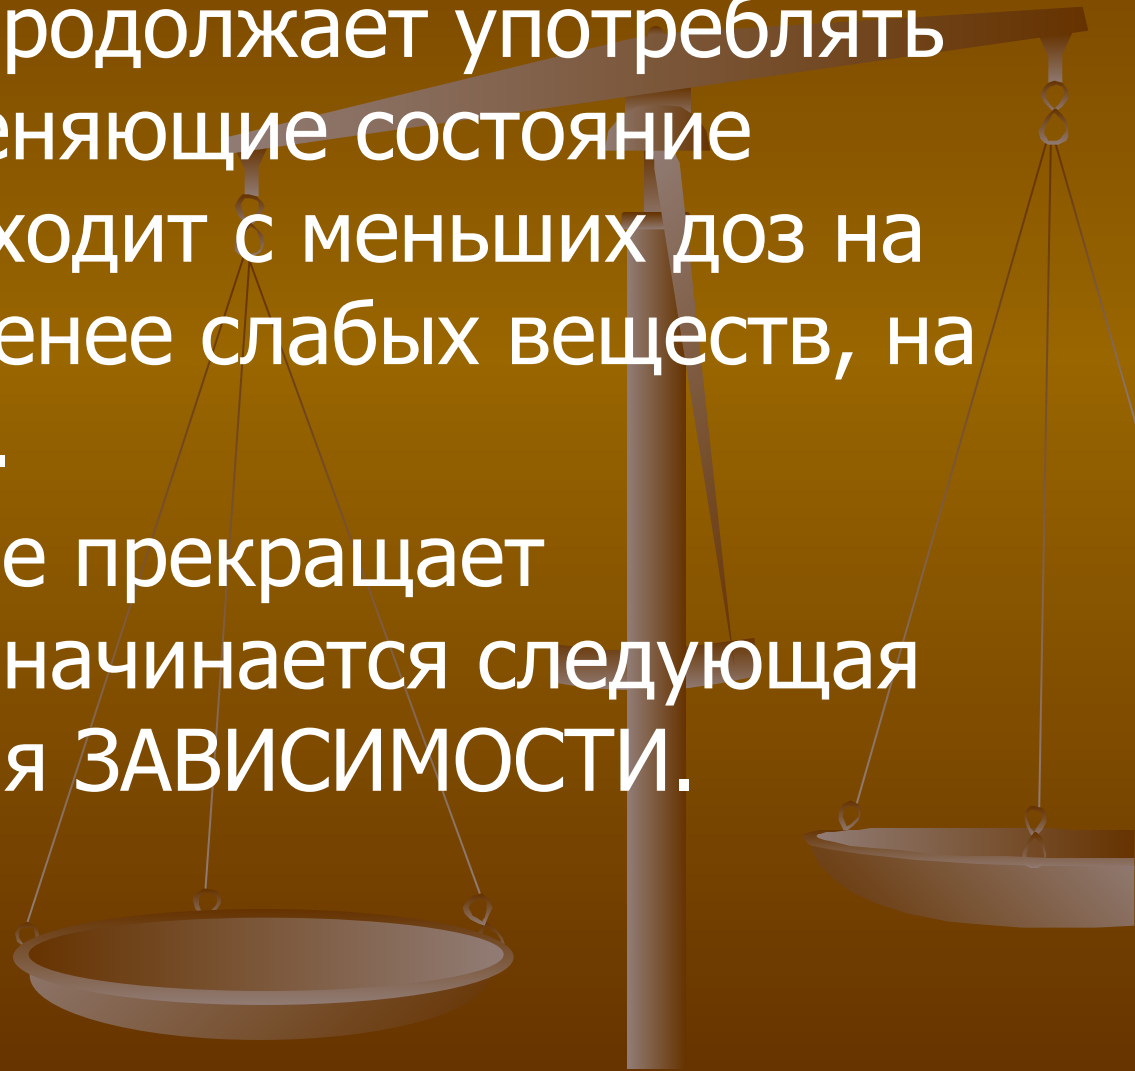 родолжает употреблять
еняющие состояние
ходит с меньших доз на
енее слабых веществ, на
.
е прекращает
начинается следующая
я ЗАВИСИМОСТИ.